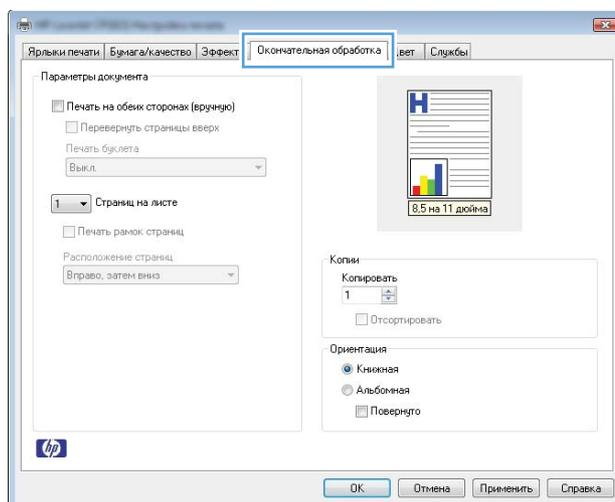 Ярлыки печати
Бумага/качество
Эффект
Окончательная обработка
вет
Службы
Параметры документа
Печать на обеих сторонах (вручную)
Перевернуть страницы вверх
Печать буклета
Выкл.
1 Страниц на листе
Печать рамок страниц
Расположение страниц
Вправо, затем вниз
H
8,5 на 11 дюйма
Копии
Копировать
1
Отсортировать
Ориентация
Книжная
Альбомная
Повернуто
hp
OK
Отмена
Применить
Справка